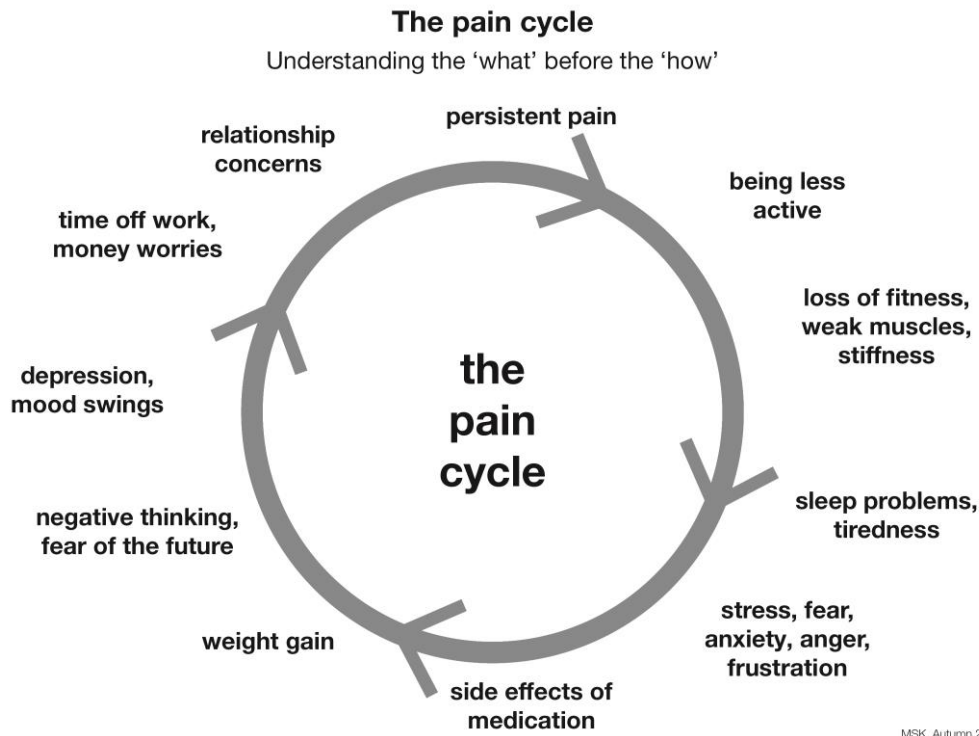 The pain cycle
Understanding the ‘what’ before the ‘how’
persistent pain
being less
active
loss of fitness,
weak muscles,
stiffness
sleep problems,
tiredness
stress, fear,
anxiety, anger,
frustration
side effects of
medication
weight gain
negative thinking,
fear of the future
depression,
mood swings
time off work,
money worries
relationship
concerns
the
pain
cycle
MSK Autumn